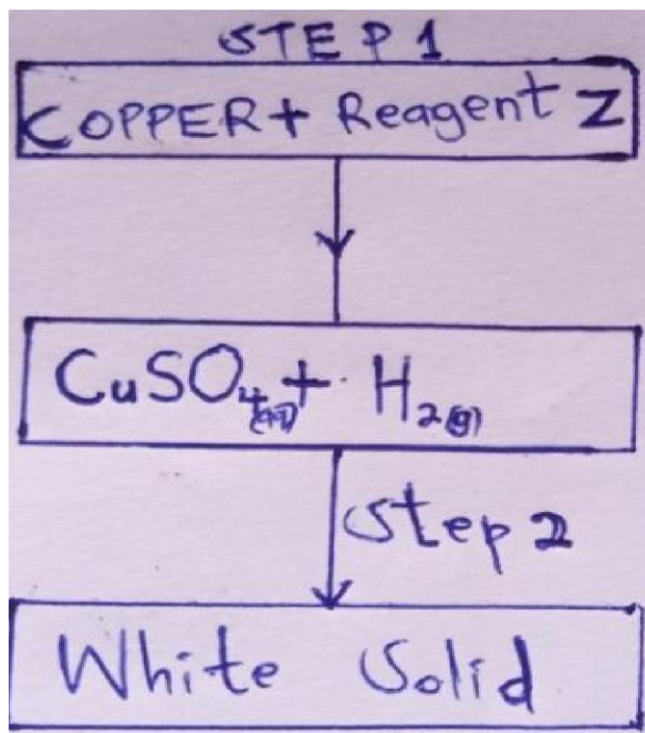 STEP 1
COPPER + Reagent Z
CuSO₄(aq) + H₂(g)
Step 2
White Solid